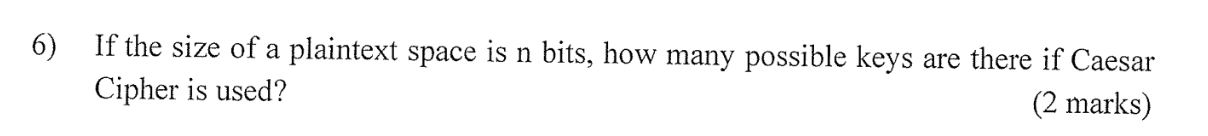 6) If the size of a plaintext space is n bits, how many possible keys are there if Caesar
Cipher is used?
(2 marks)